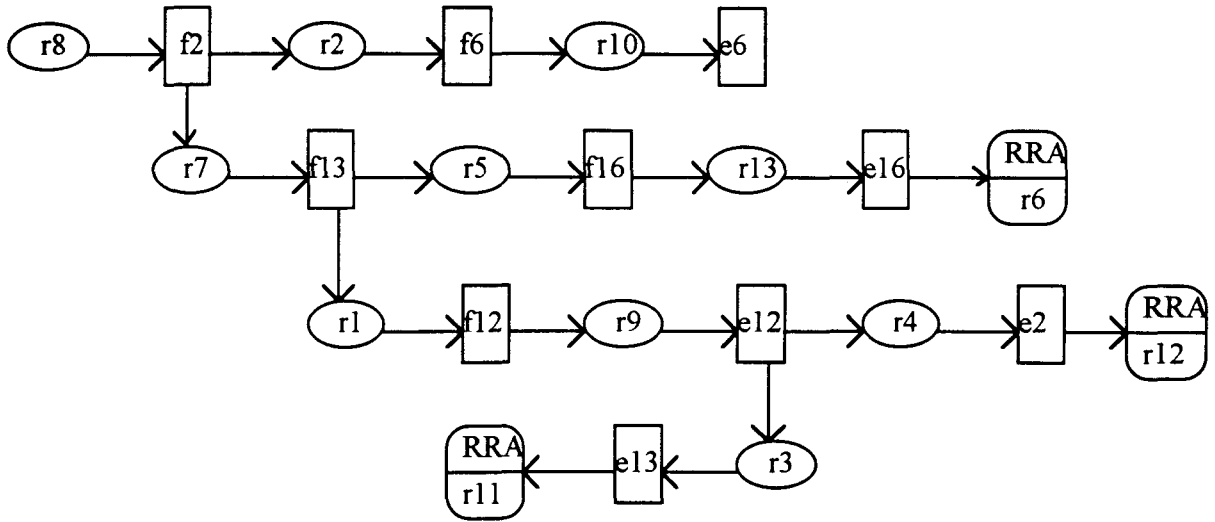 r8 f2 r2 f6 r10 e6
r7 f13 r5 f16 r13 e16 RRA
r6
r1 f12 r9 e12 r4 e2 RRA
r12
RRA e13 r3
r11